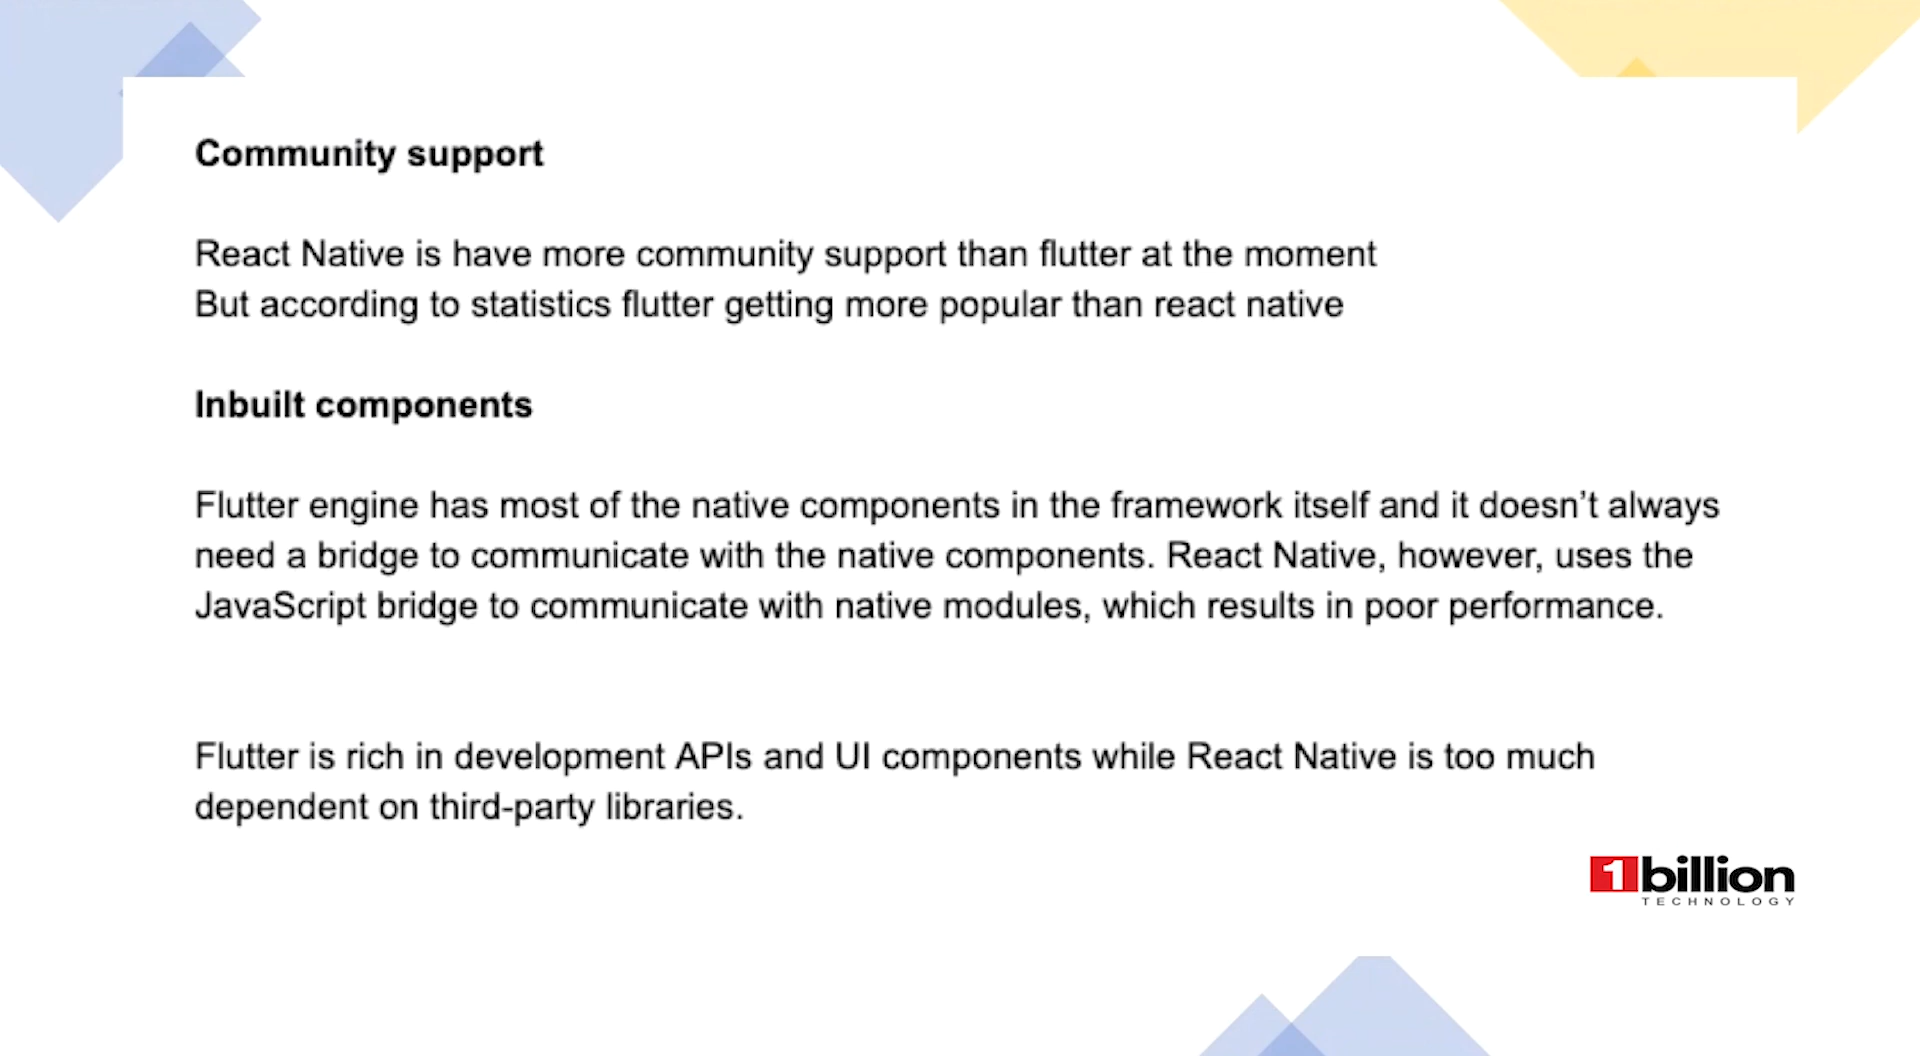 Community support
React Native is have more community support than flutter at the moment
But according to statistics flutter getting more popular than react native
Inbuilt components
Flutter engine has most of the native components in the framework itself and it doesn’t always
need a bridge to communicate with the native components. React Native, however, uses the
JavaScript bridge to communicate with native modules, which results in poor performance.
Flutter is rich in development APIs and UI components while React Native is too much
dependent on third-party libraries.
1billion
TECHNOLOGY